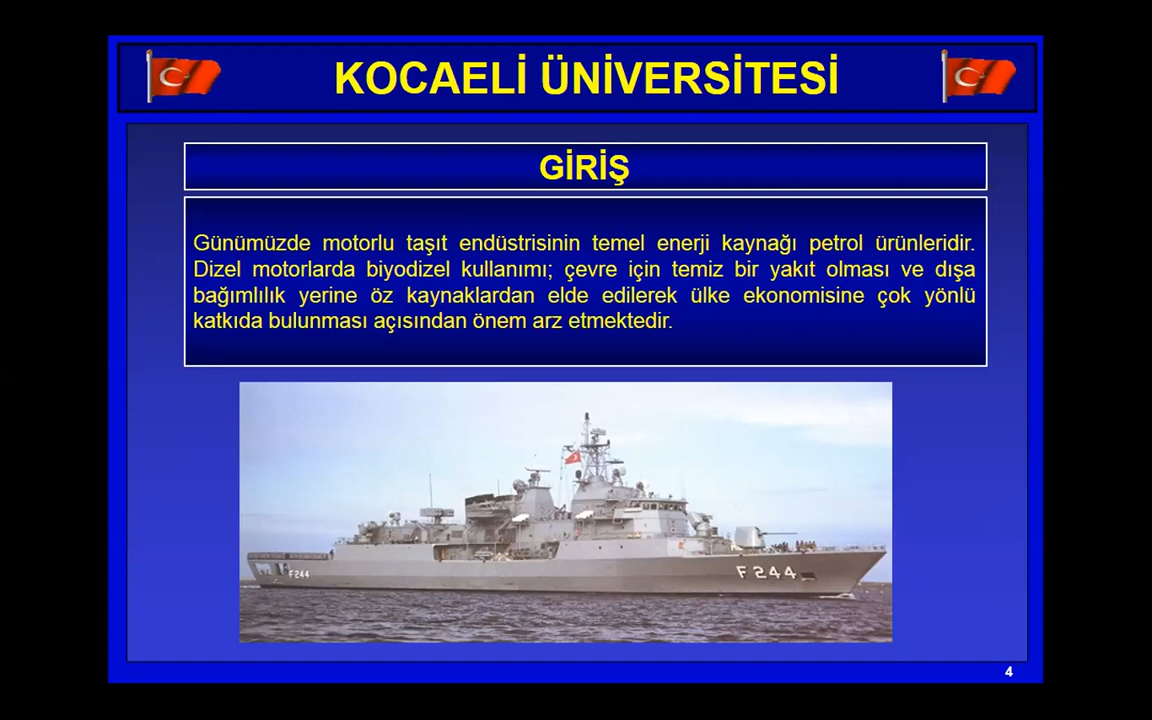 KOCAELİ ÜNİVERSİTESİ
GİRİŞ
Günümüzde motorlu taşıt endüstrisinin temel enerji kaynağı petrol ürünleridir.
Dizel motorlarda biyodizel kullanımı; çevre için temiz bir yakıt olması ve dışa
bağımlılık yerine öz kaynaklardan elde edilerek ülke ekonomisine çok yönlü
katkıda bulunması açısından önem arz etmektedir.
F244
F 244
4